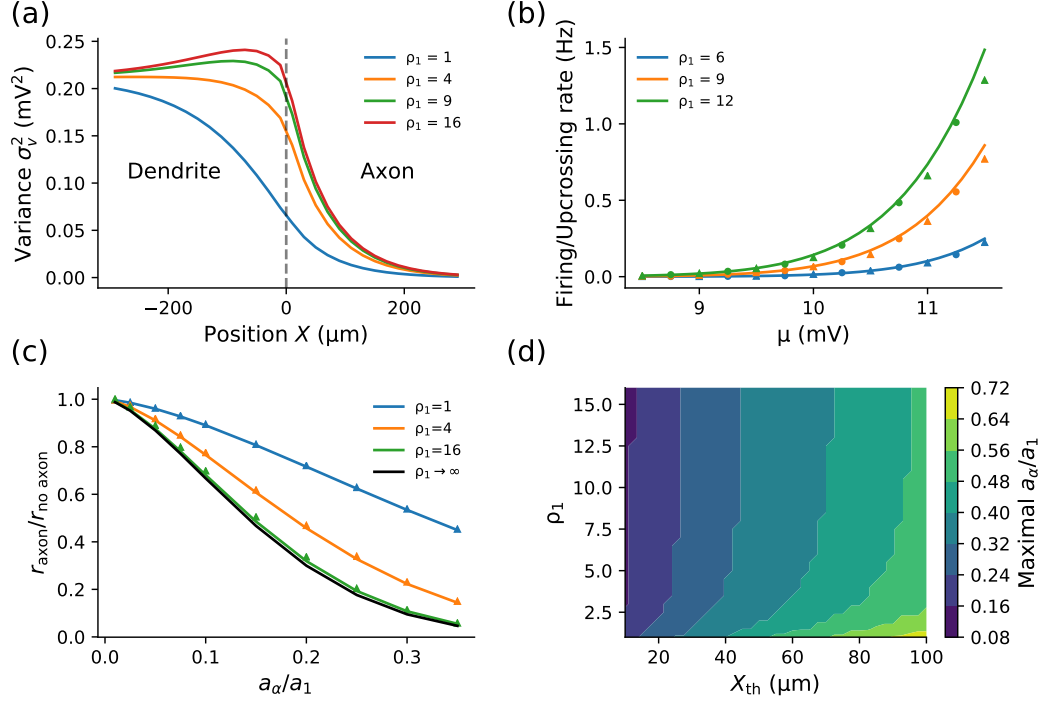 (a)
0.25
0.20
0.15
0.10
0.05
0.00
Variance σ²ᵥ (mV²)
ρ₁ = 1
ρ₁ = 4
ρ₁ = 9
ρ₁ = 16
Dendrite
Axon
−200
0
200
Position X (μm)
(b)
1.5
1.0
0.5
0.0
Firing/Upcrossing rate (Hz)
ρ₁ = 6
ρ₁ = 9
ρ₁ = 12
9
10
11
μ (mV)
(c)
1.0
0.8
0.6
0.4
0.2
0.0
r_axon/r_no axon
ρ₁=1
ρ₁=4
ρ₁=16
ρ₁→∞
0.0
0.1
0.2
0.3
a_α/a₁
(d)
15.0
12.5
10.0
7.5
5.0
2.5
ρ₁
20
40
60
80
100
X_th (μm)
0.72
0.64
0.56
0.48
0.40
0.32
0.24
0.16
0.08
Maximal a_α/a₁